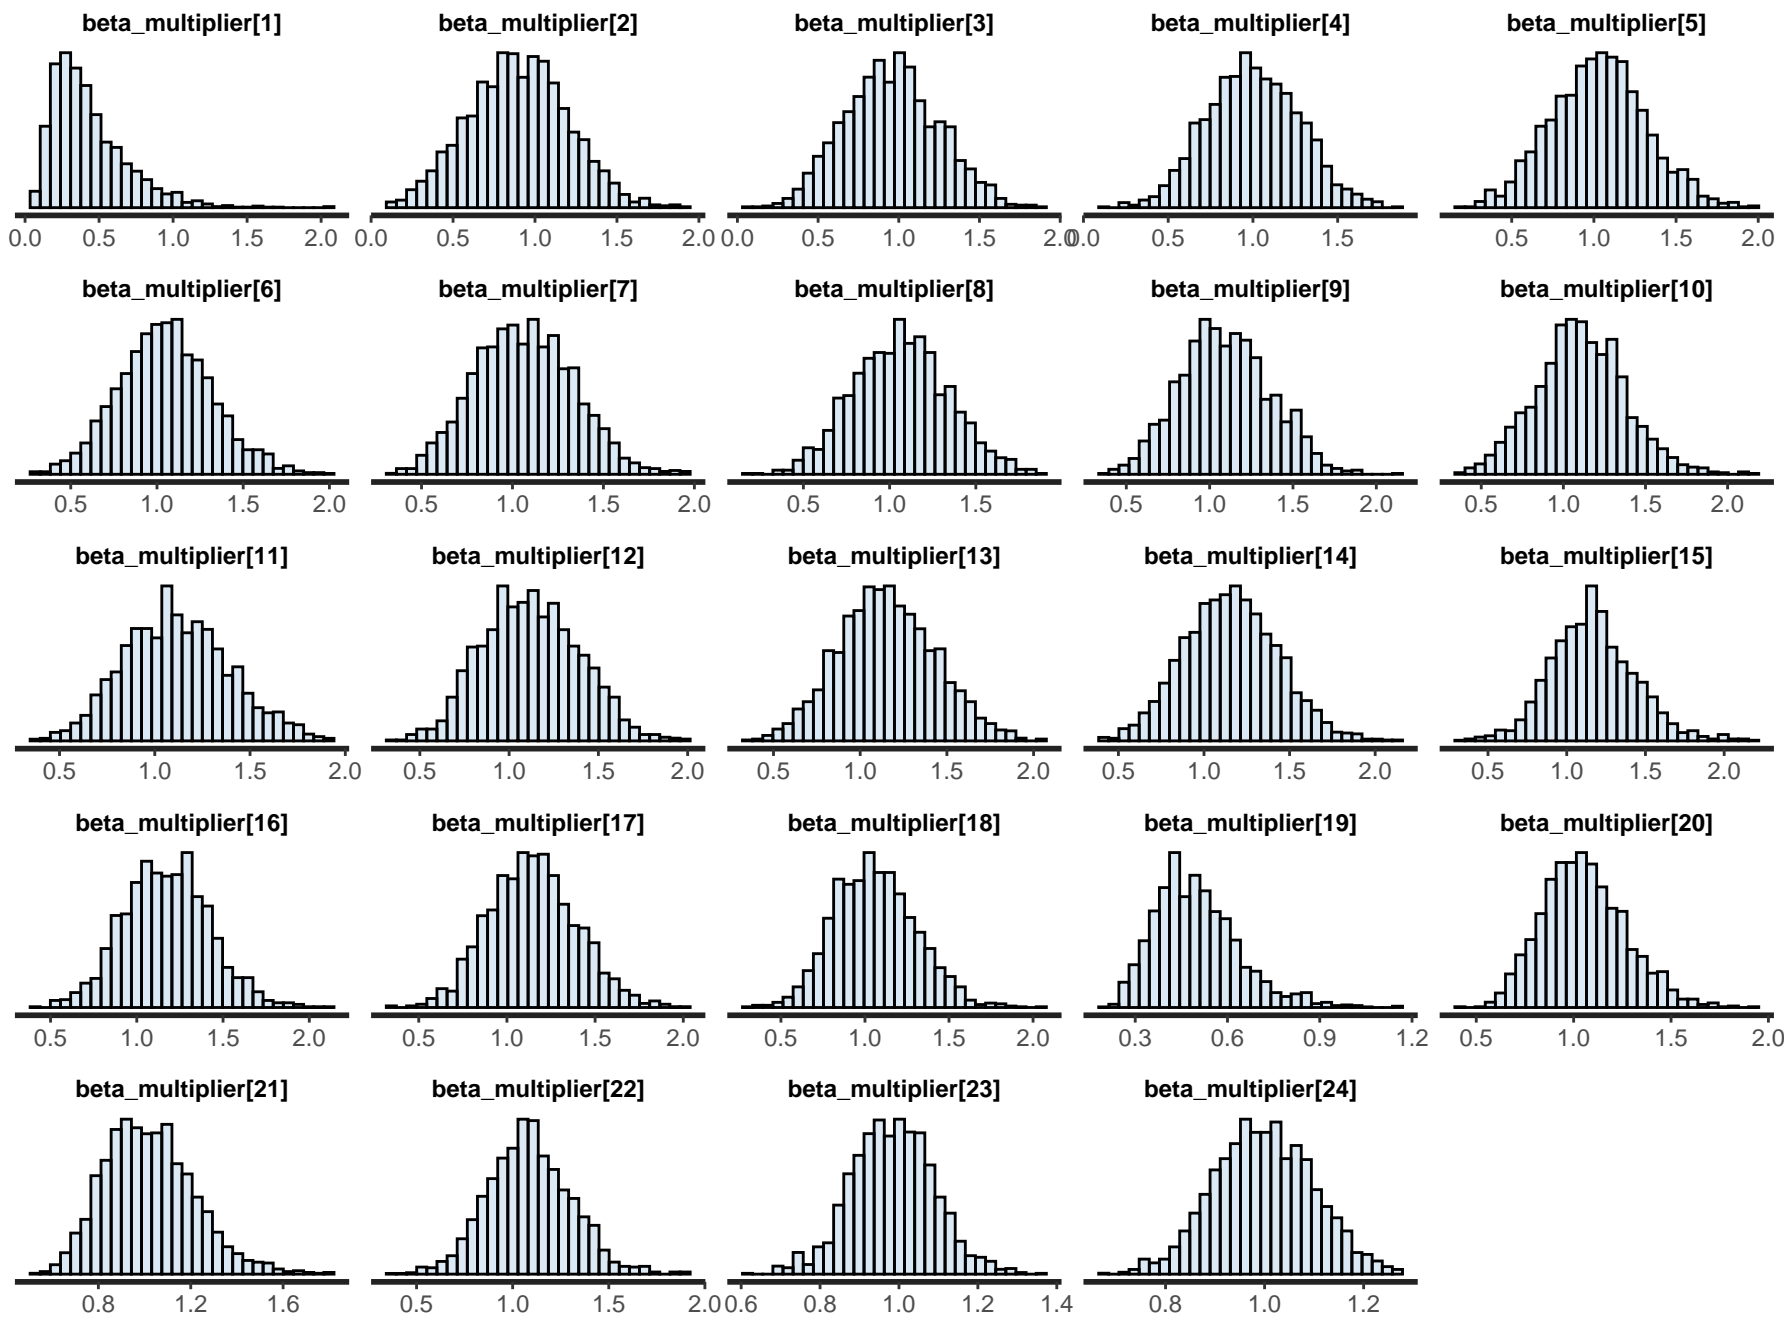 beta_multiplier[1] beta_multiplier[2] beta_multiplier[3] beta_multiplier[4] beta_multiplier[5]
0.0 0.5 1.0 1.5 2.0 0.0 0.5 1.0 1.5 2.0 0.0 0.5 1.0 1.5 2.0 0.0 0.5 1.0 1.5 0.5 1.0 1.5 2.0
beta_multiplier[6] beta_multiplier[7] beta_multiplier[8] beta_multiplier[9] beta_multiplier[10]
0.5 1.0 1.5 2.0 0.5 1.0 1.5 2.0 0.5 1.0 1.5 0.5 1.0 1.5 2.0 0.5 1.0 1.5 2.0
beta_multiplier[11] beta_multiplier[12] beta_multiplier[13] beta_multiplier[14] beta_multiplier[15]
0.5 1.0 1.5 2.0 0.5 1.0 1.5 2.0 0.5 1.0 1.5 2.0 0.5 1.0 1.5 2.0 0.5 1.0 1.5 2.0
beta_multiplier[16] beta_multiplier[17] beta_multiplier[18] beta_multiplier[19] beta_multiplier[20]
0.5 1.0 1.5 2.0 0.5 1.0 1.5 2.0 0.5 1.0 1.5 2.0 0.3 0.6 0.9 1.2 0.5 1.0 1.5 2.0
beta_multiplier[21] beta_multiplier[22] beta_multiplier[23] beta_multiplier[24]
0.8 1.2 1.6 0.5 1.0 1.5 2.0 0.6 0.8 1.0 1.2 1.4 0.8 1.0 1.2